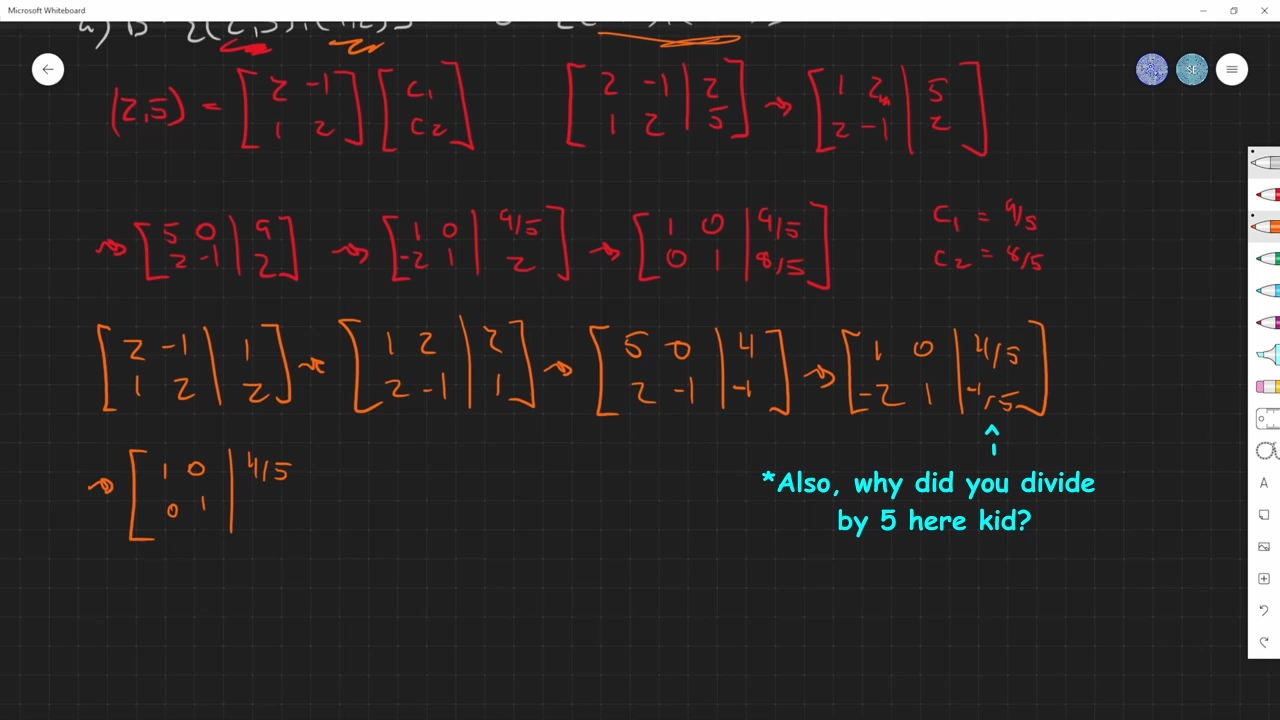 Microsoft Whiteboard
SE
(2,5) = [ 2 -1 ] [ c1 ] [ 2 -1 | 2 ] → [ 1 2 | 5 ]
[ 1 2 ] [ c2 ] [ 1 2 | 5 ] [ 2 -1 | 2 ]
→ [ 5 0 | 9 ] → [ 1 0 | 9/5 ] → [ 1 0 | 9/5 ] c1 = 9/5
[ 2 -1 | 2 ] [ -2 1 | 2 ] [ 0 1 | 8/5 ] c2 = 8/5
[ 2 -1 | 1 ] → [ 1 2 | 2 ] → [ 5 0 | 4 ] → [ 1 0 | 4/5 ]
[ 1 2 | 2 ] [ 2 -1 | 1 ] [ 2 -1 | -1 ] [ -2 1 | -1/5 ]
→ [ 1 0 | 4/5
[ 0 1 |
^
*Also, why did you divide
by 5 here kid?
A